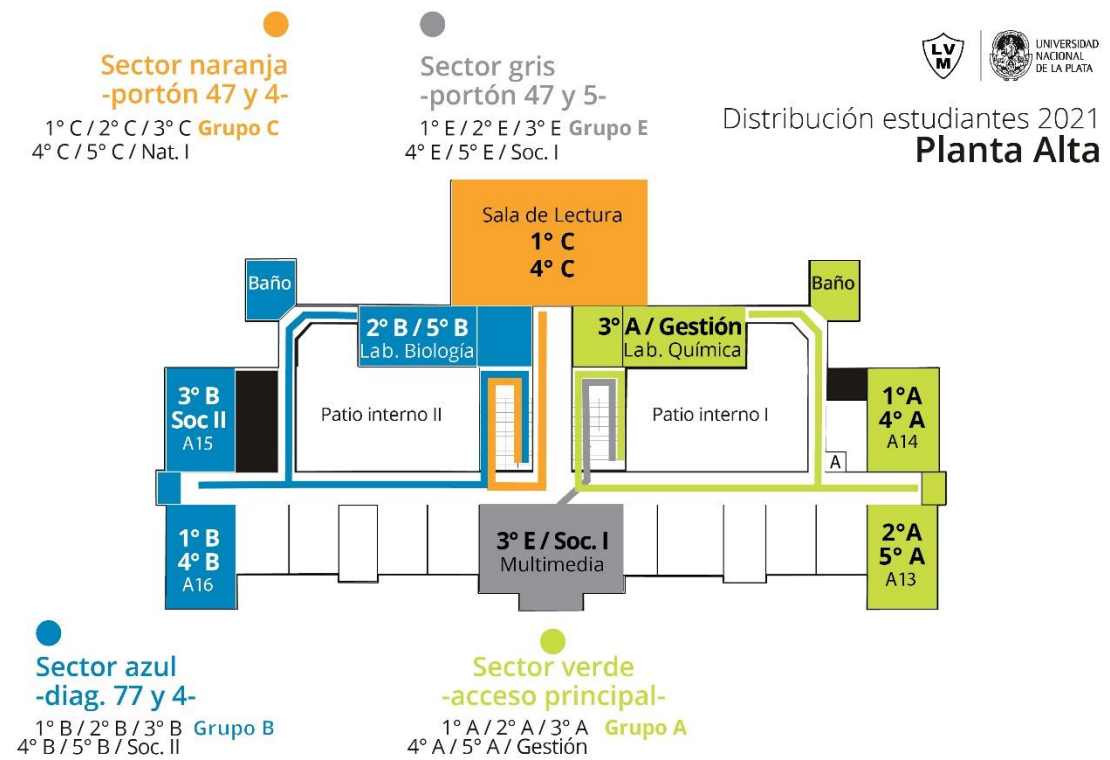 Sector naranja
-portón 47 y 4-
1° C / 2° C / 3° C Grupo C
4° C / 5° C / Nat. I
Sector gris
-portón 47 y 5-
1° E / 2° E / 3° E Grupo E
4° E / 5° E / Soc. I
LV
M
UNIVERSIDAD
NACIONAL
DE LA PLATA
Distribución estudiantes 2021
Planta Alta
Sala de Lectura
1° C
4° C
Baño
Baño
2° B / 5° B
Lab. Biología
3° A / Gestión
Lab. Química
3° B
Soc II
A15
Patio interno II
Patio interno I
1° A
4° A
A14
A
1° B
4° B
A16
3° E / Soc. I
Multimedia
2° A
5° A
A13
Sector azul
-diag. 77 y 4-
1° B / 2° B / 3° B Grupo B
4° B / 5° B / Soc. II
Sector verde
-acceso principal-
1° A / 2° A / 3° A Grupo A
4° A / 5° A / Gestión